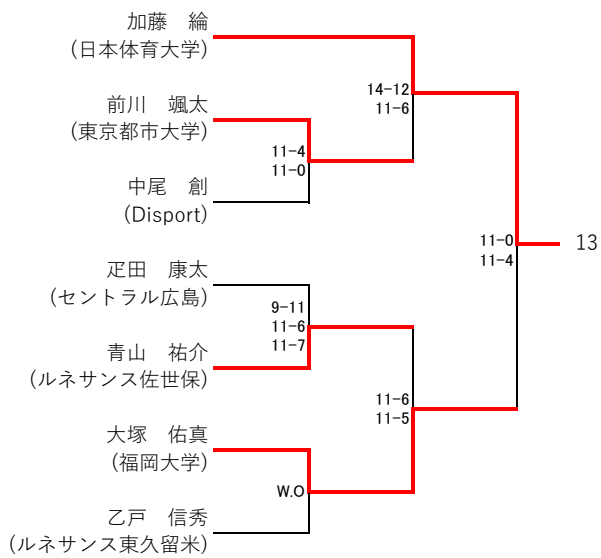 加藤　綸
(日本体育大学)
14-12
11-6
前川　颯太
(東京都市大学)
11-4
11-0
中尾　創
(Disport)
11-0
11-4
13
疋田　康太
(セントラル広島)
9-11
11-6
11-7
青山　祐介
(ルネサンス佐世保)
11-6
11-5
大塚　佑真
(福岡大学)
W.O
乙戸　信秀
(ルネサンス東久留米)